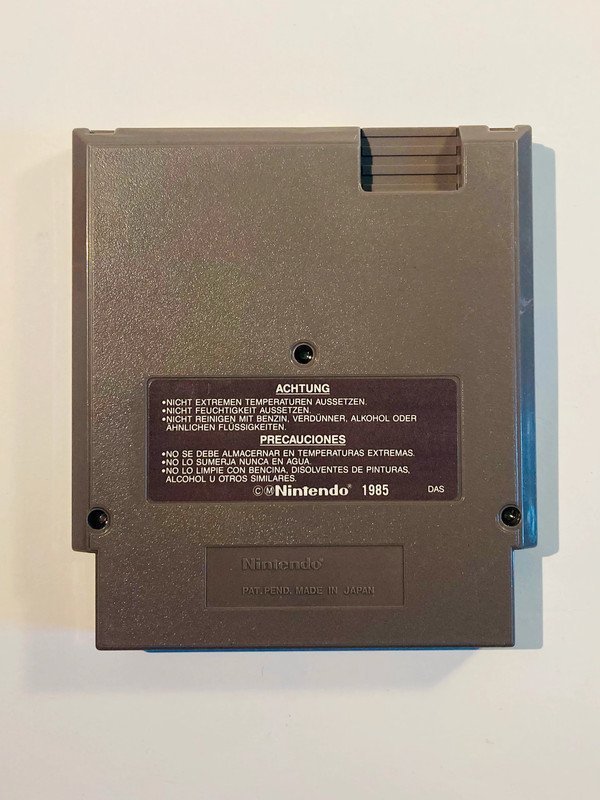 ACHTUNG
•NICHT EXTREMEN TEMPERATUREN AUSSETZEN.
•NICHT FEUCHTIGKEIT AUSSETZEN.
•NICHT REINIGEN MIT BENZIN, VERDÜNNER, ALKOHOL ODER
ÄHNLICHEN FLÜSSIGKEITEN.
PRECAUCIONES
•NO SE DEBE ALMACERNAR EN TEMPERATURAS EXTREMAS.
•NO LO SUMERJA NUNCA EN AGUA.
•NO LO LIMPIE CON BENCINA, DISOLVENTES DE PINTURAS,
ALCOHOL U OTROS SIMILARES.
©ⓂNintendo® 1985 DAS
Nintendo®
PAT. PEND. MADE IN JAPAN